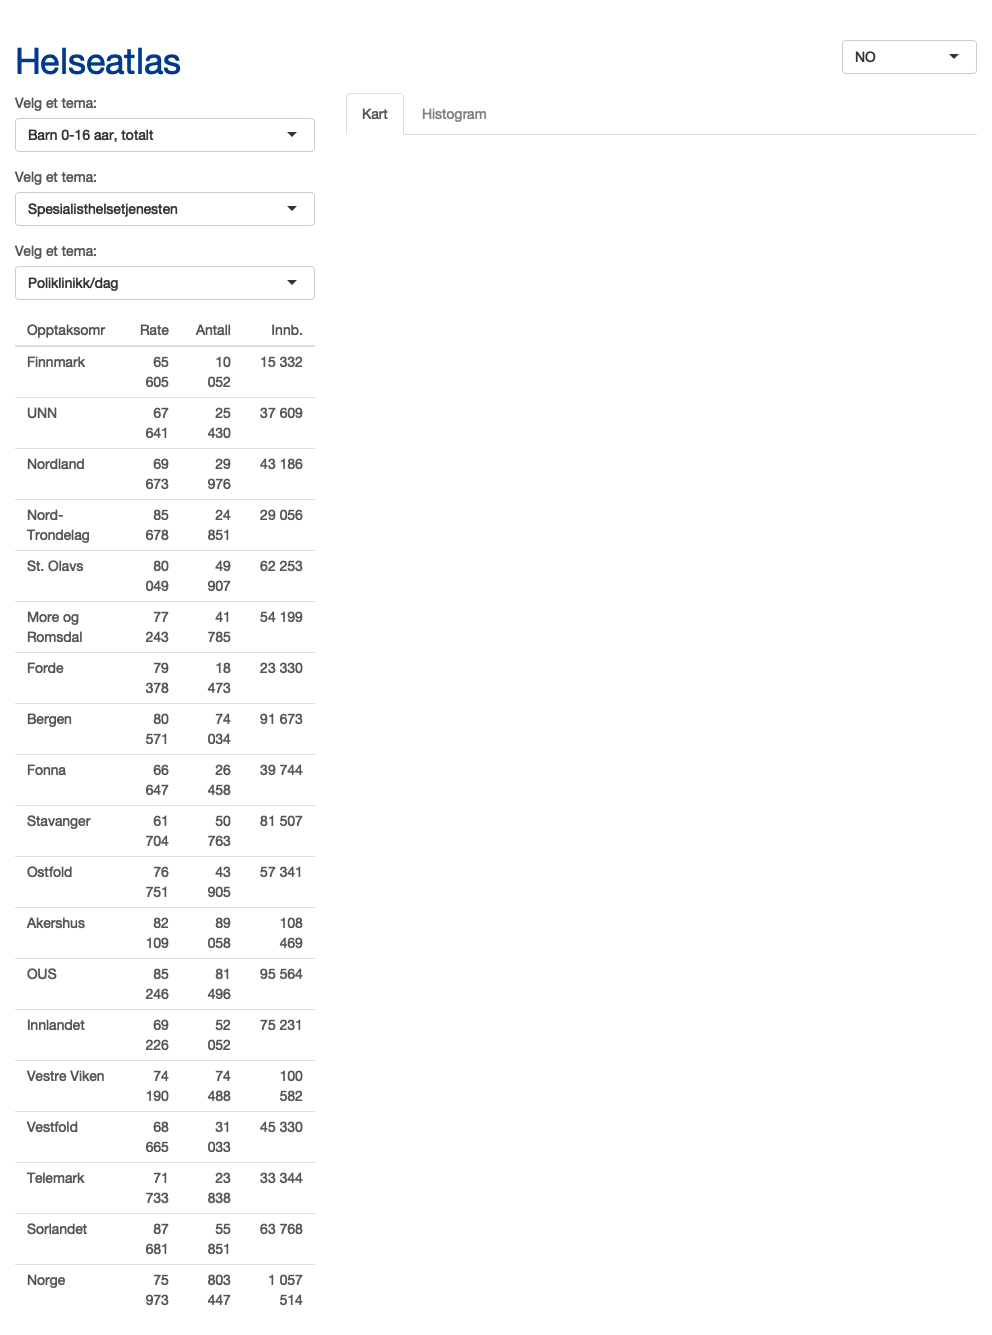 Helseatlas
NO
Velg et tema:
Barn 0-16 aar, totalt
Velg et tema:
Spesialisthelsetjenesten
Velg et tema:
Poliklinikk/dag
Kart Histogram
Opptaksomr Rate Antall Innb.
Finnmark 65 10 15 332
605 052
UNN 67 25 37 609
641 430
Nordland 69 29 43 186
673 976
Nord- 85 24 29 056
Trondelag 678 851
St. Olavs 80 49 62 253
049 907
More og 77 41 54 199
Romsdal 243 785
Forde 79 18 23 330
378 473
Bergen 80 74 91 673
571 034
Fonna 66 26 39 744
647 458
Stavanger 61 50 81 507
704 763
Ostfold 76 43 57 341
751 905
Akershus 82 89 108
109 058 469
OUS 85 81 95 564
246 496
Innlandet 69 52 75 231
226 052
Vestre Viken 74 74 100
190 488 582
Vestfold 68 31 45 330
665 033
Telemark 71 23 33 344
733 838
Sorlandet 87 55 63 768
681 851
Norge 75 803 1 057
973 447 514